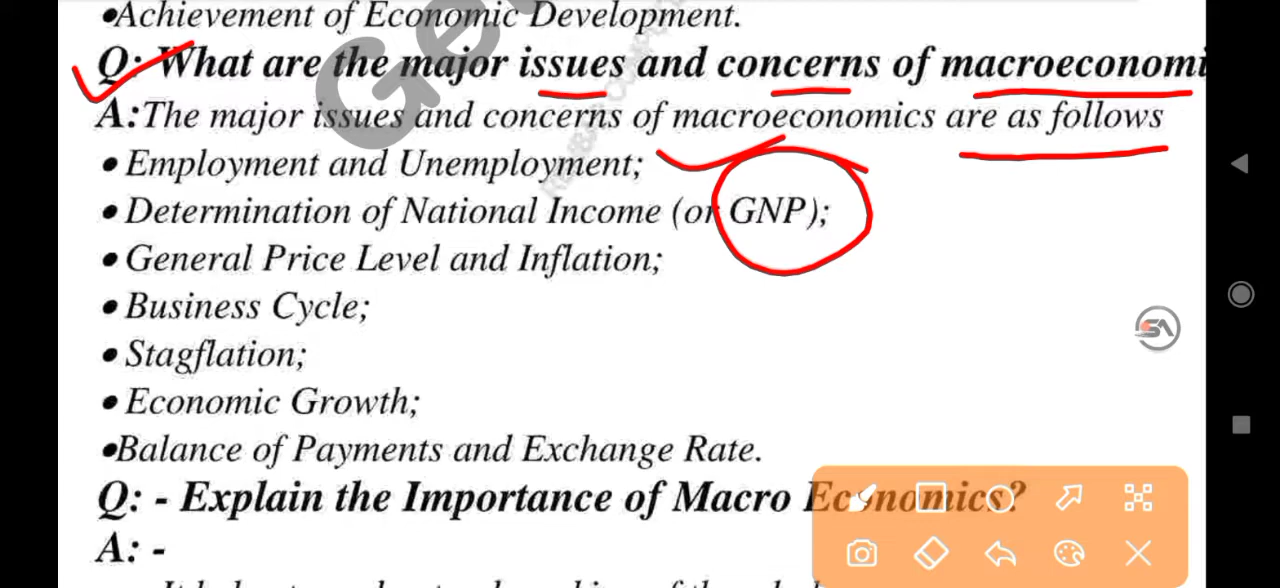 •Achievement of Economic Development.
Q: What are the major issues and concerns of macroeconomi
A:The major issues and concerns of macroeconomics are as follows
• Employment and Unemployment;
• Determination of National Income (or GNP);
• General Price Level and Inflation;
• Business Cycle;
• Stagflation;
• Economic Growth;
•Balance of Payments and Exchange Rate.
Q: - Explain the Importance of Macro Economics?
A: -